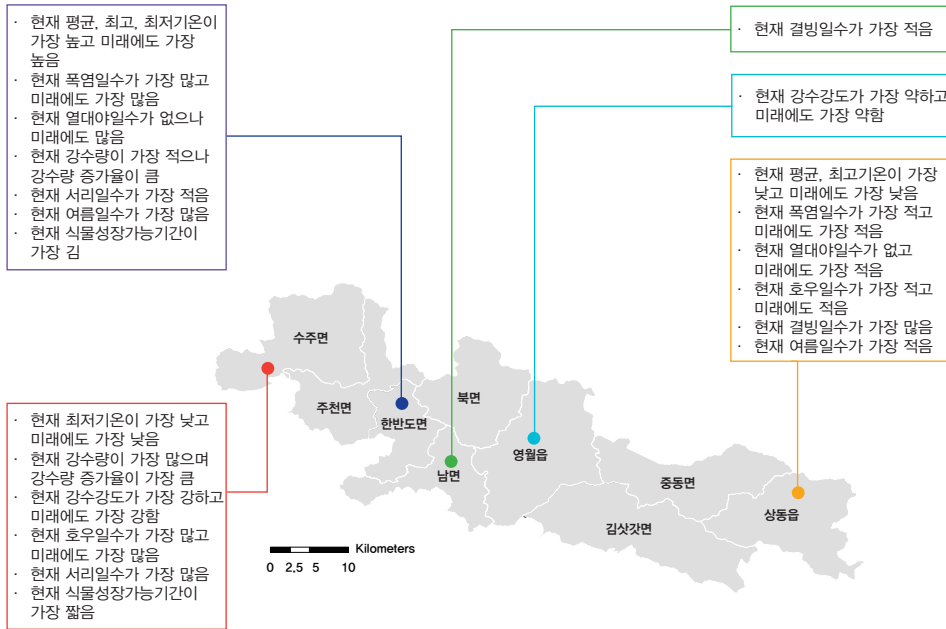 · 현재 평균, 최고, 최저기온이
가장 높고 미래에도 가장
높음
· 현재 폭염일수가 가장 많고
미래에도 가장 많음
· 현재 열대야일수가 없으나
미래에도 많음
· 현재 강수량이 가장 적으나
강수량 증가율이 큼
· 현재 서리일수가 가장 적음
· 현재 여름일수가 가장 많음
· 현재 식물성장가능기간이
가장 김
· 현재 결빙일수가 가장 적음
· 현재 강수강도가 가장 약하고
미래에도 가장 약함
· 현재 평균, 최고기온이 가장
낮고 미래에도 가장 낮음
· 현재 폭염일수가 가장 적고
미래에도 가장 적음
· 현재 열대야일수가 없고
미래에도 가장 적음
· 현재 호우일수가 가장 적고
미래에도 적음
· 현재 결빙일수가 가장 많음
· 현재 여름일수가 가장 적음
수주면
주천면
한반도면
북면
남면
영월읍
중동면
김삿갓면
상동읍
· 현재 최저기온이 가장 낮고
미래에도 가장 낮음
· 현재 강수량이 가장 많으며
강수량 증가율이 가장 큼
· 현재 강수강도가 가장 강하고
미래에도 가장 강함
· 현재 호우일수가 가장 많고
미래에도 가장 많음
· 현재 서리일수가 가장 많음
· 현재 식물성장가능기간이
가장 짧음
Kilometers
0 2,5 5 10